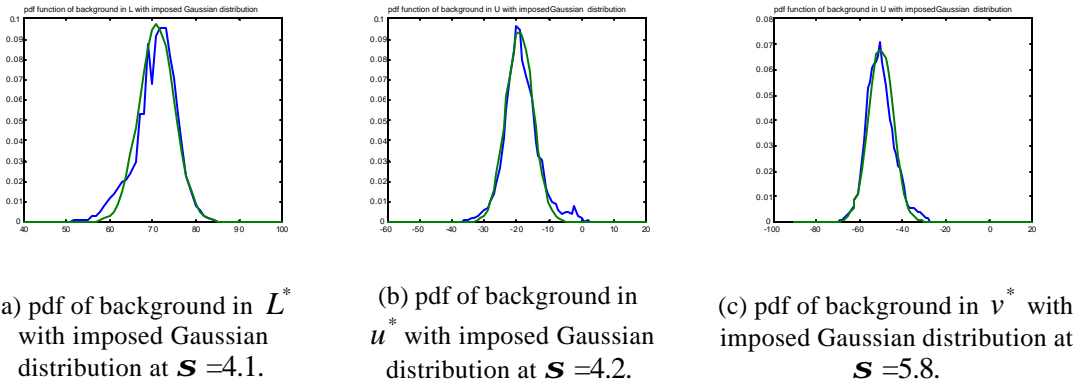 pdf function of background in L with imposed Gaussian distribution
0.1
0.09
0.08
0.07
0.06
0.05
0.04
0.03
0.02
0.01
0
40 50 60 70 80 90 100
pdf function of background in U with imposedGaussian distribution
0.1
0.09
0.08
0.07
0.06
0.05
0.04
0.03
0.02
0.01
0
-60 -50 -40 -30 -20 -10 0 10 20
pdf function of background in U with imposedGaussian distribution
0.08
0.07
0.06
0.05
0.04
0.03
0.02
0.01
0
-100 -80 -60 -40 -20 0 20
a) pdf of background in L*
with imposed Gaussian
distribution at s =4.1.
(b) pdf of background in
u* with imposed Gaussian
distribution at s =4.2.
(c) pdf of background in v* with
imposed Gaussian distribution at
s =5.8.